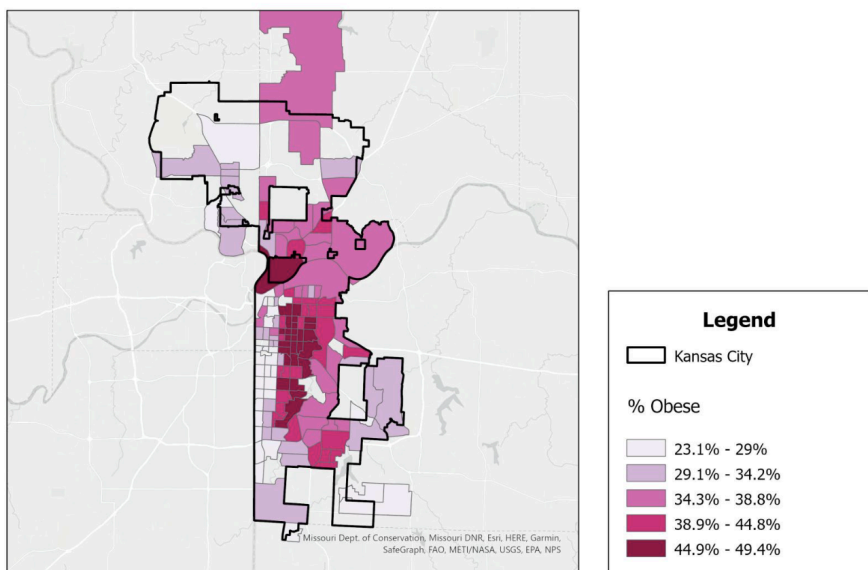 Missouri Dept. of Conservation, Missouri DNR, Esri, HERE, Garmin,
SafeGraph, FAO, METI/NASA, USGS, EPA, NPS
Legend
Kansas City
% Obese
23.1% - 29%
29.1% - 34.2%
34.3% - 38.8%
38.9% - 44.8%
44.9% - 49.4%